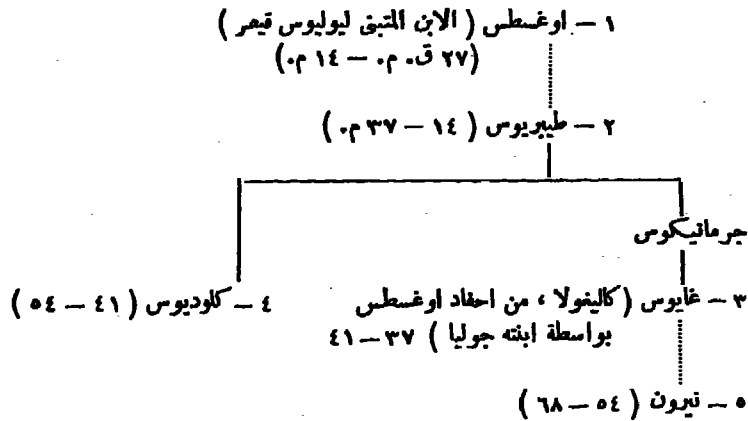 ١ – اوغسطس ( الابن المتبنى ليوليوس قيصر )
(٢٧ ق. م. – ١٤ م.)
٢ – طيبريوس ( ١٤ – ٣٧ م. )
جرمانيكوس
٣ – غايوس (كاليغولا ، من احفاد اوغسطس
بواسطة ابنته جوليا ) ٣٧–٤١
٤ – كلوديوس ( ٤١ – ٥٤ )
٥ – نيرون ( ٥٤ – ٦٨ )